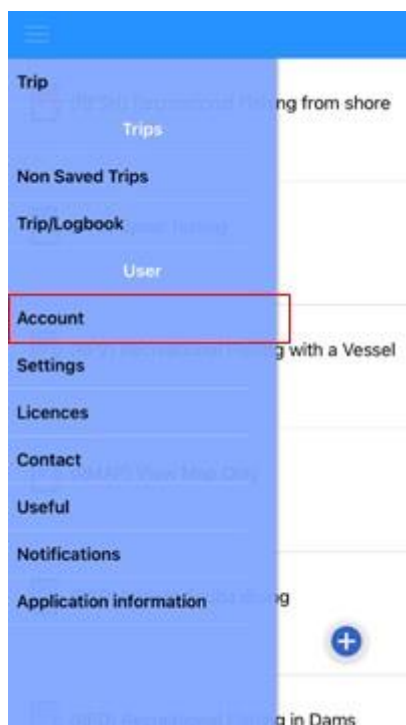 Trip
ng from shore
Trips
Non Saved Trips
Trip/Logbook
User
Account
g with a Vessel
Settings
Licences
Contact
Useful
Notifications
Application information
ng
g in Dams